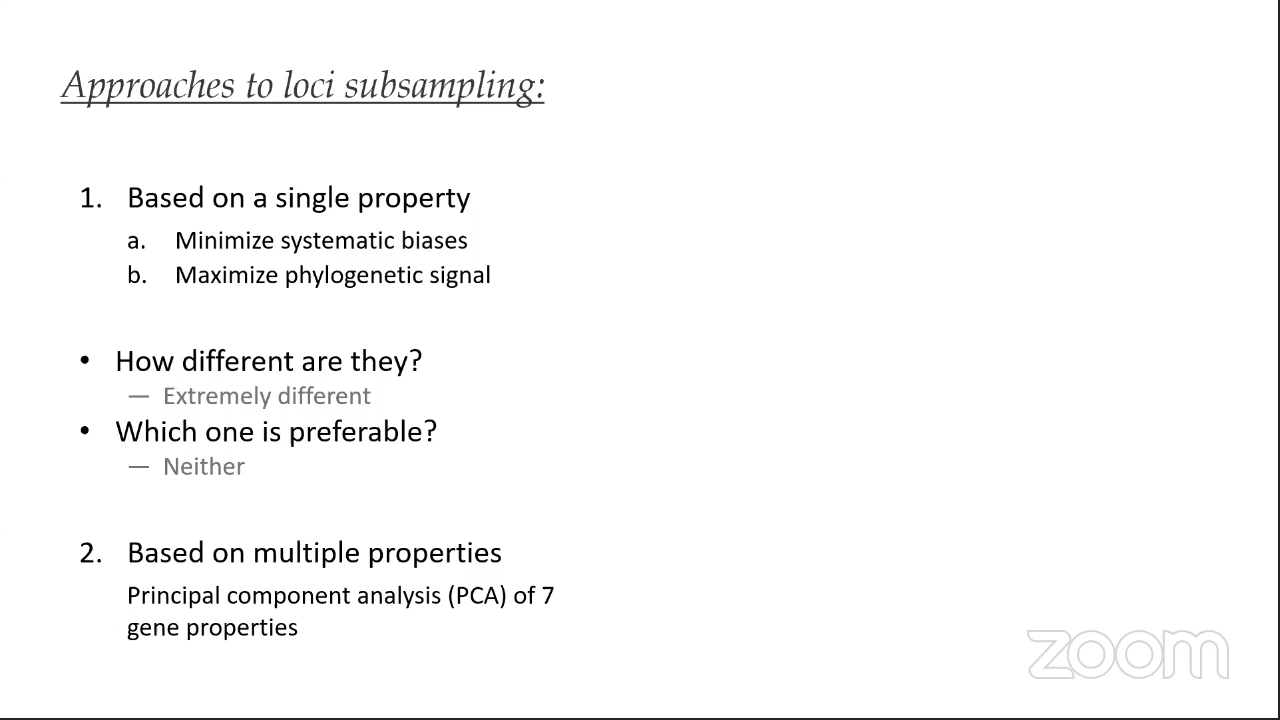 Approaches to loci subsampling:
1. Based on a single property
a. Minimize systematic biases
b. Maximize phylogenetic signal
• How different are they?
— Extremely different
• Which one is preferable?
— Neither
2. Based on multiple properties
Principal component analysis (PCA) of 7
gene properties
zoom